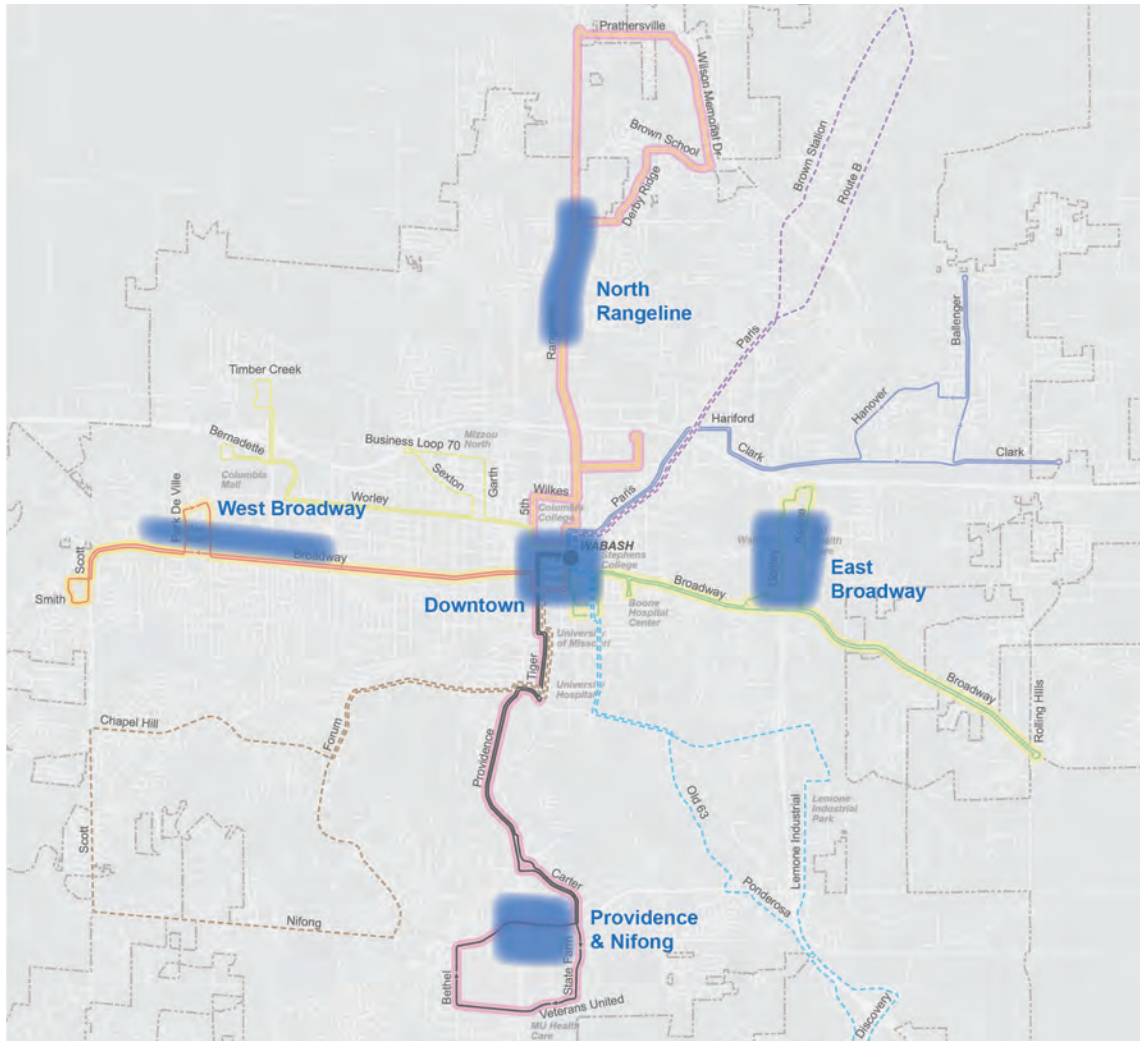 Prathersville
Wilson Memorial Dr
Brown School
Derby Ridge
Brown Station
Route B
North
Rangeline
Ballenger
Paris
Timber Creek
Hanover
Hanford
Bernadette
Business Loop 70
Mizzou
North
Clark
Clark
Sexton
Garth
Columbia
Mall
Worley
5th
Wilkes
Columbia
College
Paris
Park De Ville
West Broadway
Scott
Broadway
WABASH
Stephens
College
Smith
Downtown
Broadway
Boone
Hospital
Center
East
Broadway
University
of Missouri
Tiger
University
Hospital
Broadway
Rolling Hills
Chapel Hill
Forum
Providence
Old 63
Lemone Industrial
Lemone
Industrial
Park
Scott
Carter
Ponderosa
Nifong
Providence
& Nifong
State Farm
Bethel
Veterans United
MU Health
Care
Discovery